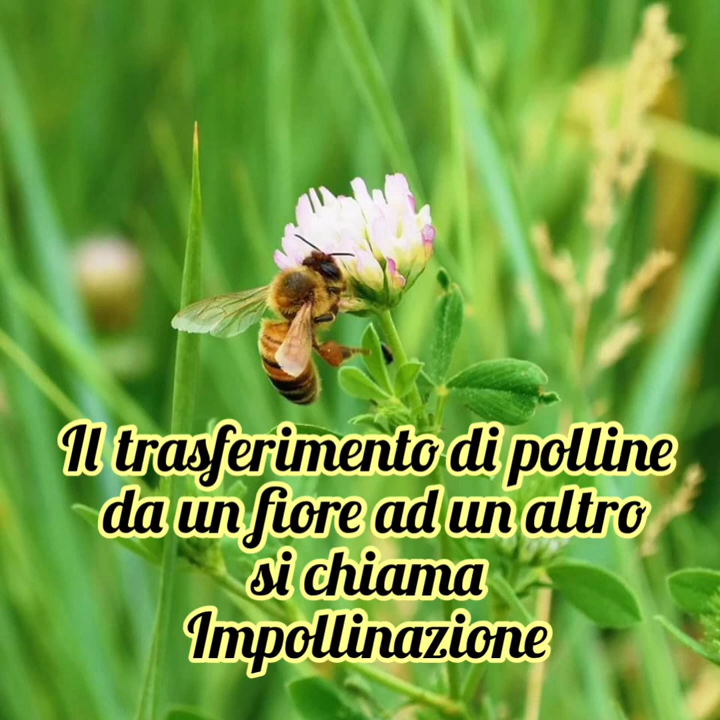 Il trasferimento di polline
da un fiore ad un altro
si chiama
Impollinazione